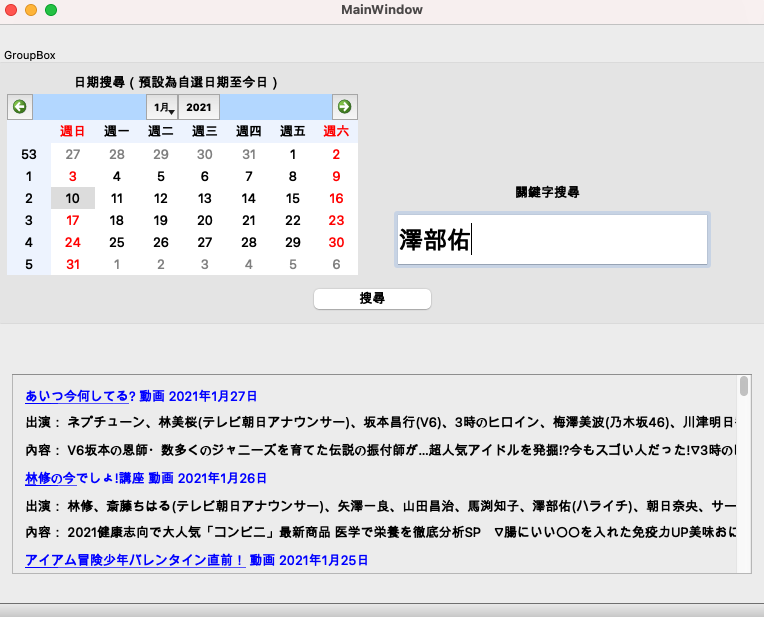 MainWindow
GroupBox
日期搜尋 ( 預設為自選日期至今日 )
1月 2021
週日 週一 週二 週三 週四 週五 週六
53 27 28 29 30 31 1 2
1 3 4 5 6 7 8 9
2 10 11 12 13 14 15 16
3 17 18 19 20 21 22 23
4 24 25 26 27 28 29 30
5 31 1 2 3 4 5 6
關鍵字搜尋
澤部佑
搜尋
あいつ今何してる? 動画 2021年1月27日
出演： ネプチューン、林美桜(テレビ朝日アナウンサー)、坂本昌行(V6)、3時のヒロイン、梅澤美波(乃木坂46)、川津明日
內容： V6坂本の恩師・数多くのジャニーズを育てた伝説の振付師が…超人気アイドルを発掘!?今もスゴい人だった!∇3時の
林修の今でしょ!講座 動画 2021年1月26日
出演： 林修、斎藤ちはる(テレビ朝日アナウンサー)、矢澤一良、山田昌治、馬渕知子、澤部佑(ハライチ)、朝日奈央、サー
內容： 2021健康志向で大人気「コンビニ」最新商品 医学で栄養を徹底分析SP　∇腸にいい〇〇を入れた免疫力UP美味おに
アイアム冒険少年バレンタイン直前！ 動画 2021年1月25日